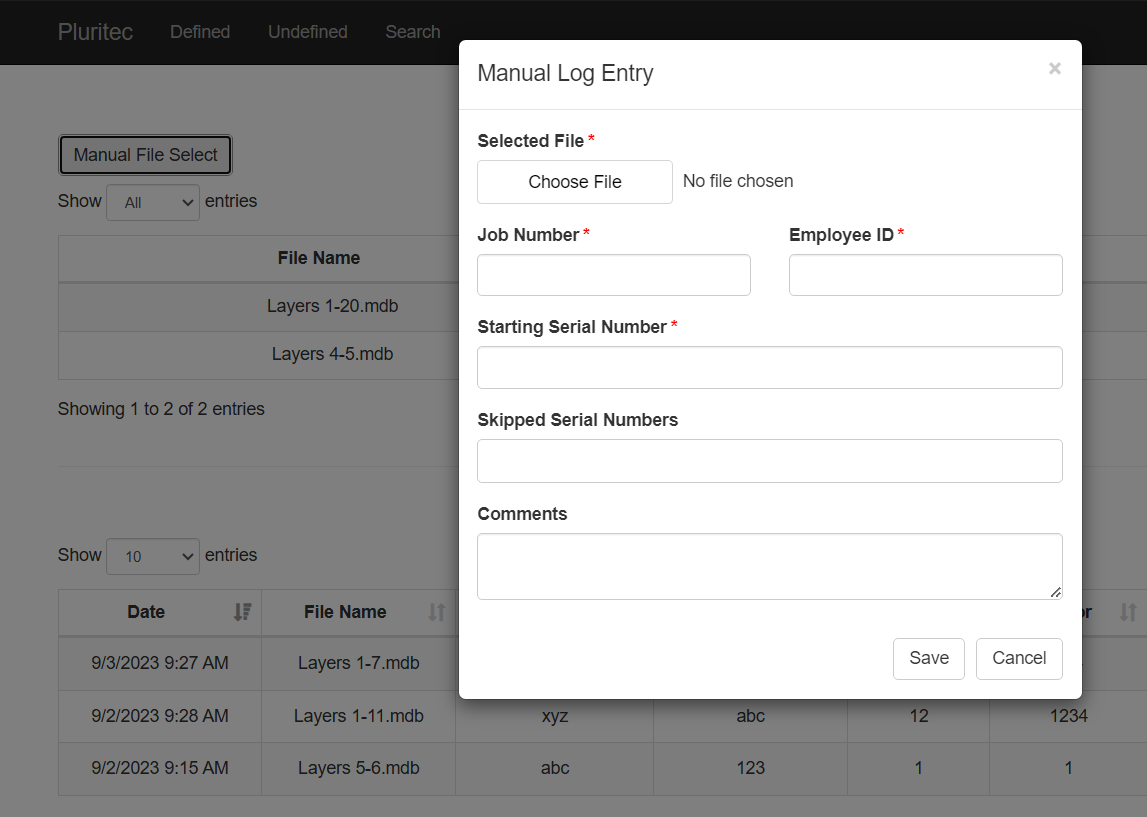 Pluritec Defined Undefined Search
Manual Log Entry ×
Selected File *
Choose File No file chosen
Job Number * Employee ID *
Starting Serial Number *
Skipped Serial Numbers
Comments
Save Cancel
Manual File Select
Show All entries
File Name
Layers 1-20.mdb
Layers 4-5.mdb
Showing 1 to 2 of 2 entries
Show 10 entries
Date File Name
9/3/2023 9:27 AM Layers 1-7.mdb
9/2/2023 9:28 AM Layers 1-11.mdb xyz abc 12 1234
9/2/2023 9:15 AM Layers 5-6.mdb abc 123 1 1